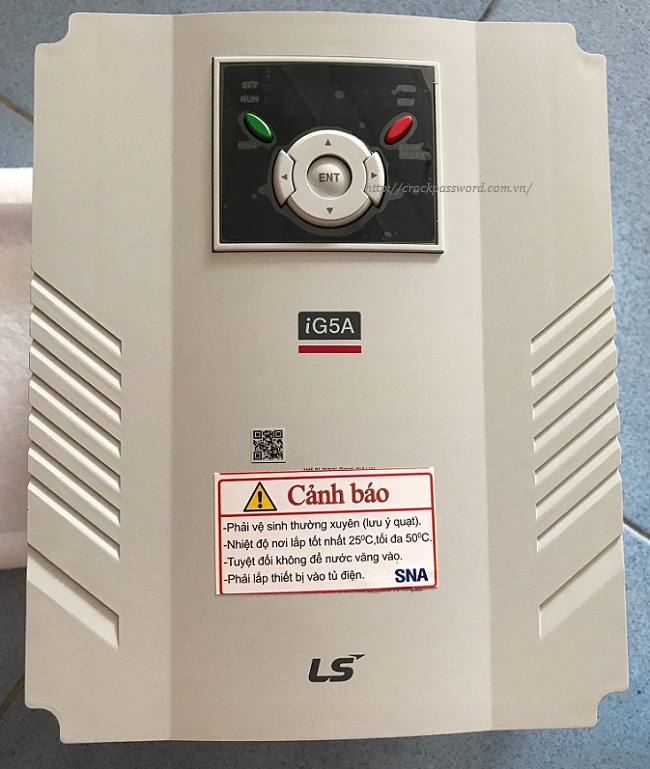 SET
RUN
ENT
http://crackpassword.com.vn/
iG5A
Cảnh báo
-Phải vệ sinh thường xuyên (lưu ý quạt).
-Nhiệt độ nơi lắp tốt nhất 25⁰C,tối đa 50⁰C.
-Tuyệt đối không để nước văng vào.
-Phải lắp thiết bị vào tủ điện.
SNA
LS